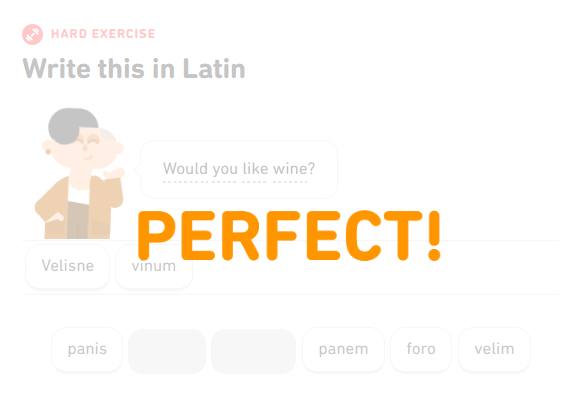 HARD EXERCISE
Write this in Latin
Would you like wine?
PERFECT!
Velisne vinum
panis panem foro velim